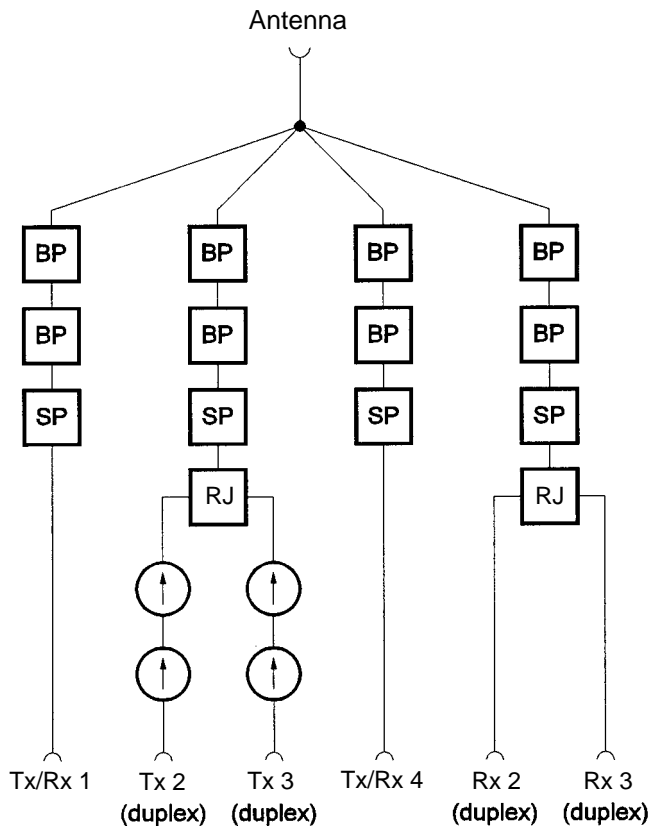 Antenna
BP BP BP BP
BP BP BP BP
SP SP SP SP
RJ RJ
Tx/Rx 1 Tx 2 Tx 3 Tx/Rx 4 Rx 2 Rx 3
(duplex) (duplex) (duplex) (duplex)